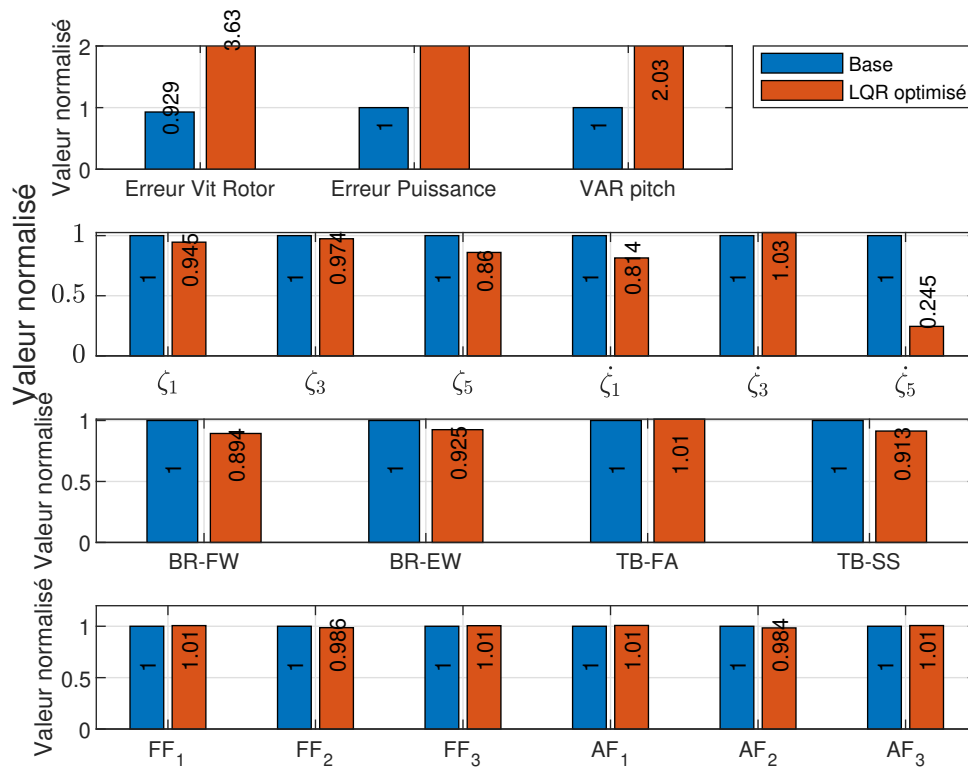 Valeur normalisé
2
1
0
0.929
3.63
1
1
2.03
Erreur Vit Rotor
Erreur Puissance
VAR pitch
Base
LQR optimisé
Valeur normalisé
1
0.5
0
1
0.945
1
0.974
1
0.86
1
0.814
1
1.03
1
0.245
ζ₁
ζ₃
ζ₅
ζ̇₁
ζ̇₃
ζ̇₅
Valeur normalisé
1
0.5
0
1
0.894
1
0.925
1
1.01
1
0.913
BR-FW
BR-EW
TB-FA
TB-SS
Valeur normalisé
1
0.5
0
1
1.01
1
0.986
1
1.01
1
1.01
1
0.984
1
1.01
FF₁
FF₂
FF₃
AF₁
AF₂
AF₃